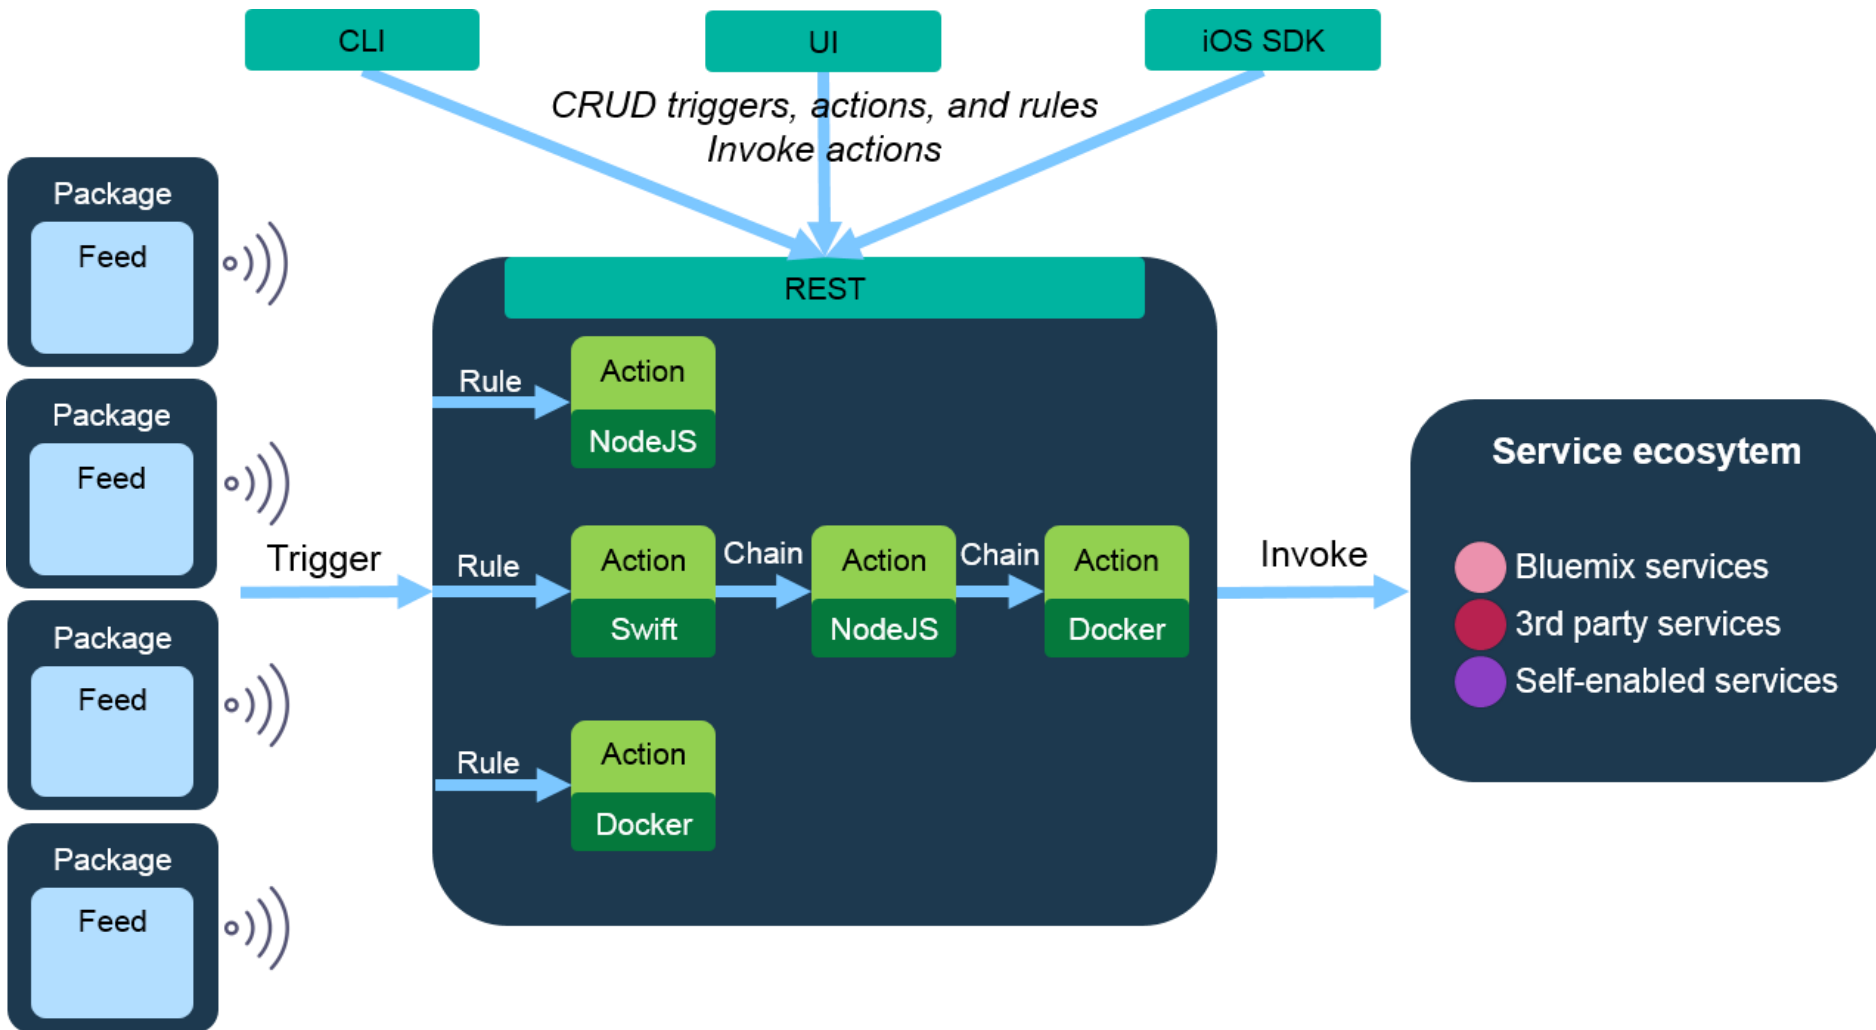 CLI
UI
iOS SDK
CRUD triggers, actions, and rules
Invoke actions
Package
Feed
Package
Feed
Package
Feed
Package
Feed
Trigger
REST
Rule
Action
NodeJS
Rule
Action
Swift
Chain
Action
NodeJS
Chain
Action
Docker
Rule
Action
Docker
Invoke
Service ecosytem
Bluemix services
3rd party services
Self-enabled services